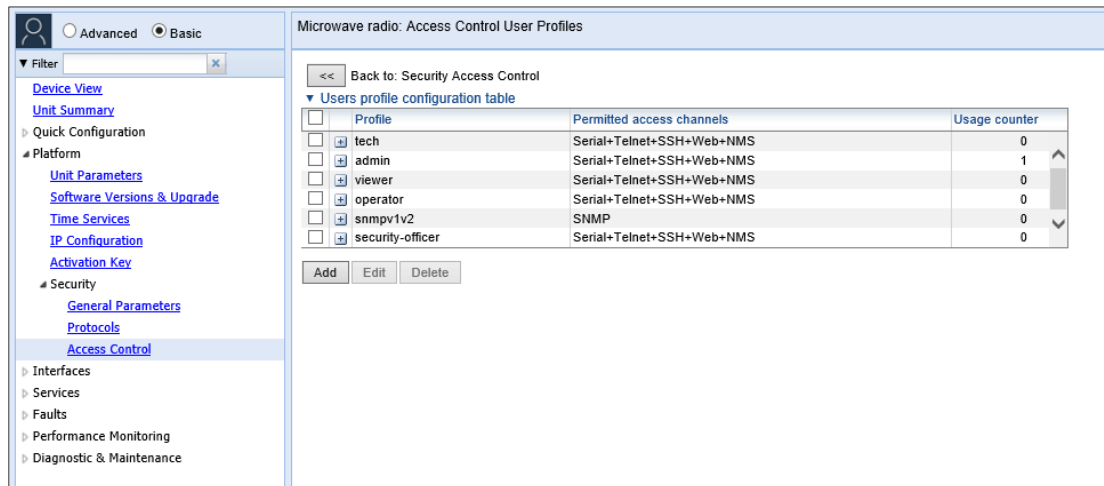 Advanced Basic
Filter
Device View
Unit Summary
Quick Configuration
Platform
Unit Parameters
Software Versions & Upgrade
Time Services
IP Configuration
Activation Key
Security
General Parameters
Protocols
Access Control
Interfaces
Services
Faults
Performance Monitoring
Diagnostic & Maintenance
Microwave radio: Access Control User Profiles
<< Back to: Security Access Control
Users profile configuration table
Profile Permitted access channels Usage counter
tech Serial+Telnet+SSH+Web+NMS 0
admin Serial+Telnet+SSH+Web+NMS 1
viewer Serial+Telnet+SSH+Web+NMS 0
operator Serial+Telnet+SSH+Web+NMS 0
snmpv1v2 SNMP 0
security-officer Serial+Telnet+SSH+Web+NMS 0
Add Edit Delete